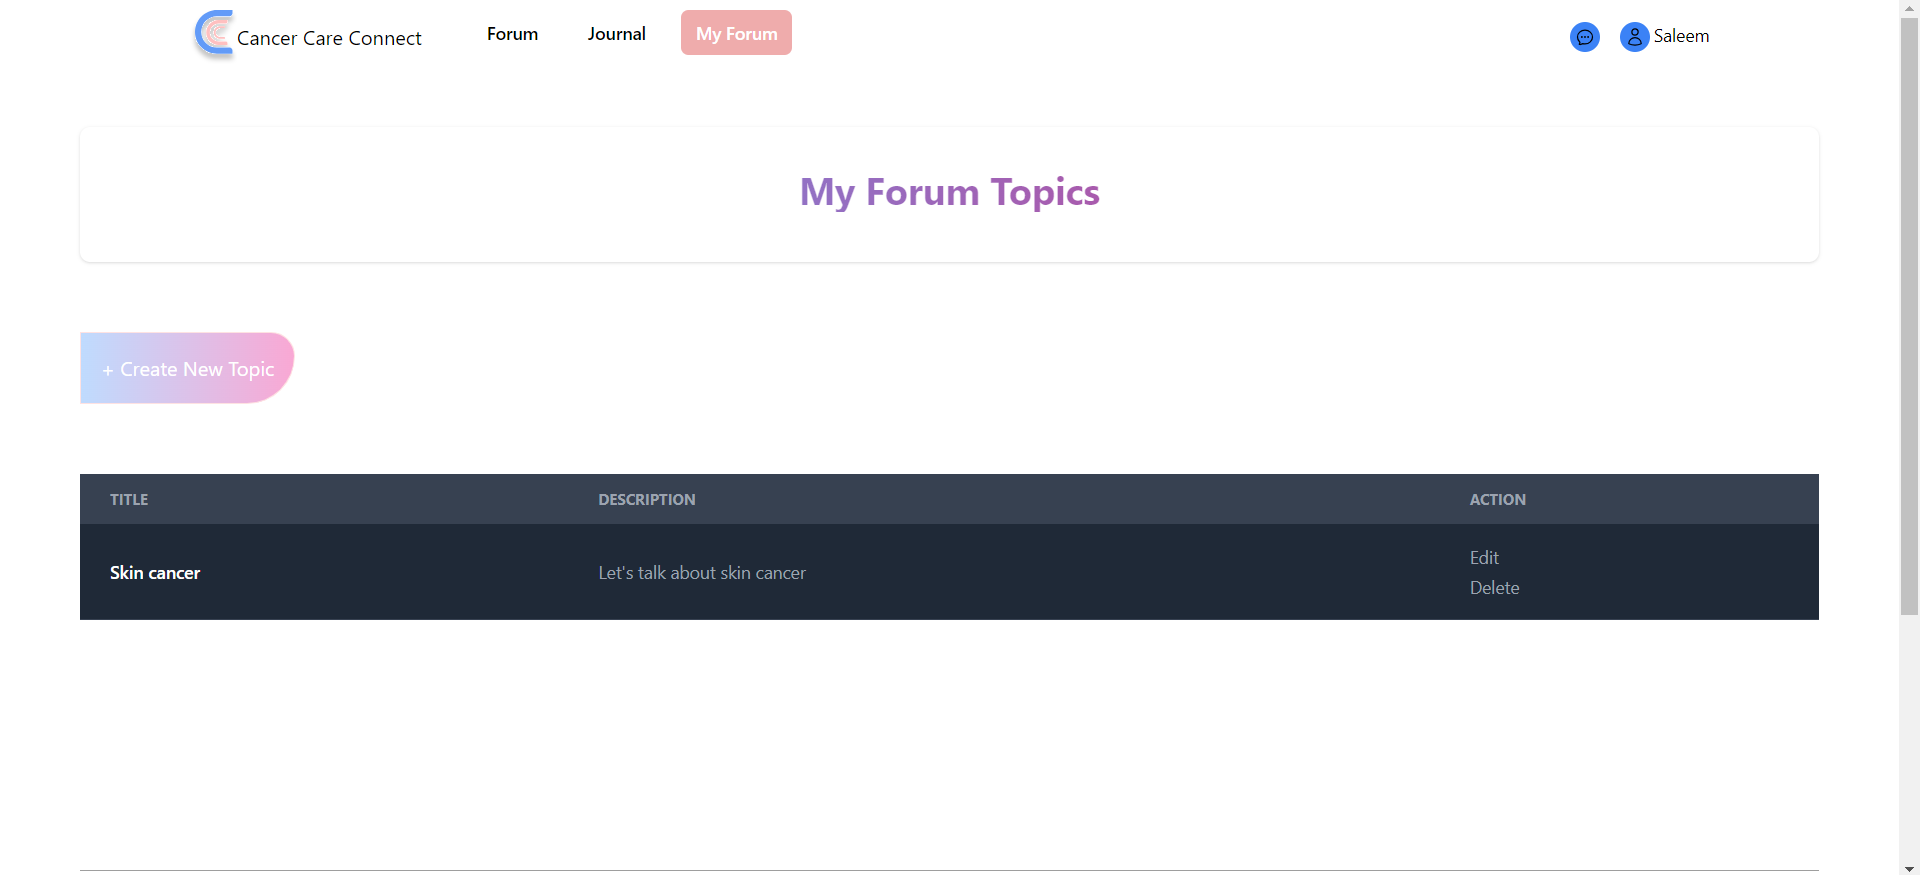 Cancer Care Connect Forum Journal My Forum Saleem
My Forum Topics
+ Create New Topic
TITLE DESCRIPTION ACTION
Skin cancer Let's talk about skin cancer Edit
Delete